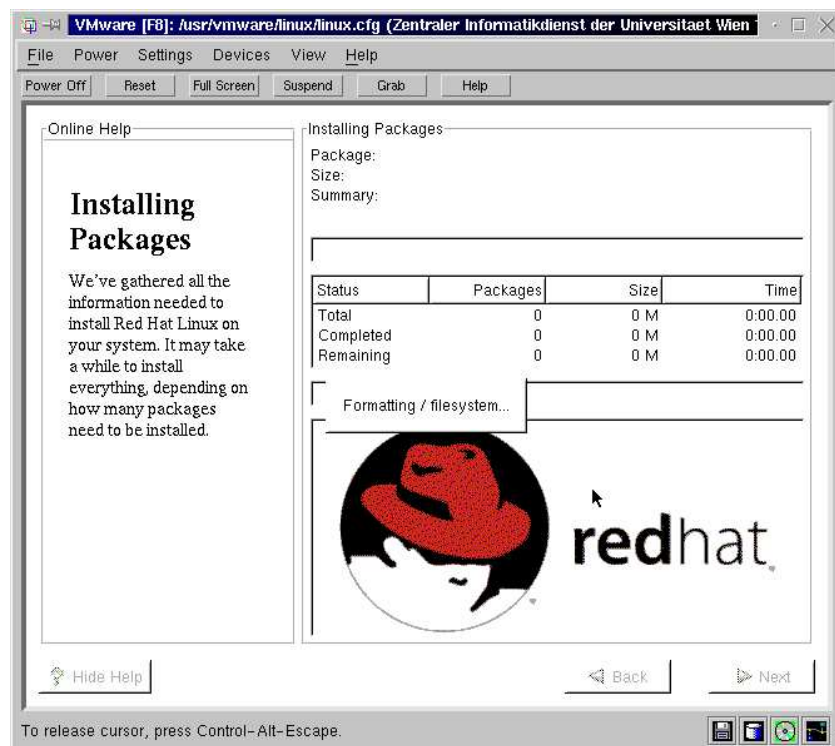 VMware [F8]: /usr/vmware/linux/linux.cfg (Zentraler Informatikdienst der Universitaet Wien
File Power Settings Devices View Help
Power Off Reset Full Screen Suspend Grab Help
Online Help
Installing
Packages
We've gathered all the
information needed to
install Red Hat Linux on
your system. It may take
a while to install
everything, depending on
how many packages
need to be installed.
Installing Packages
Package:
Size:
Summary:
Status Packages Size Time
Total 0 0 M 0:00.00
Completed 0 0 M 0:00.00
Remaining 0 0 M 0:00.00
Formatting / filesystem...
redhat
Hide Help Back Next
To release cursor, press Control-Alt-Escape.